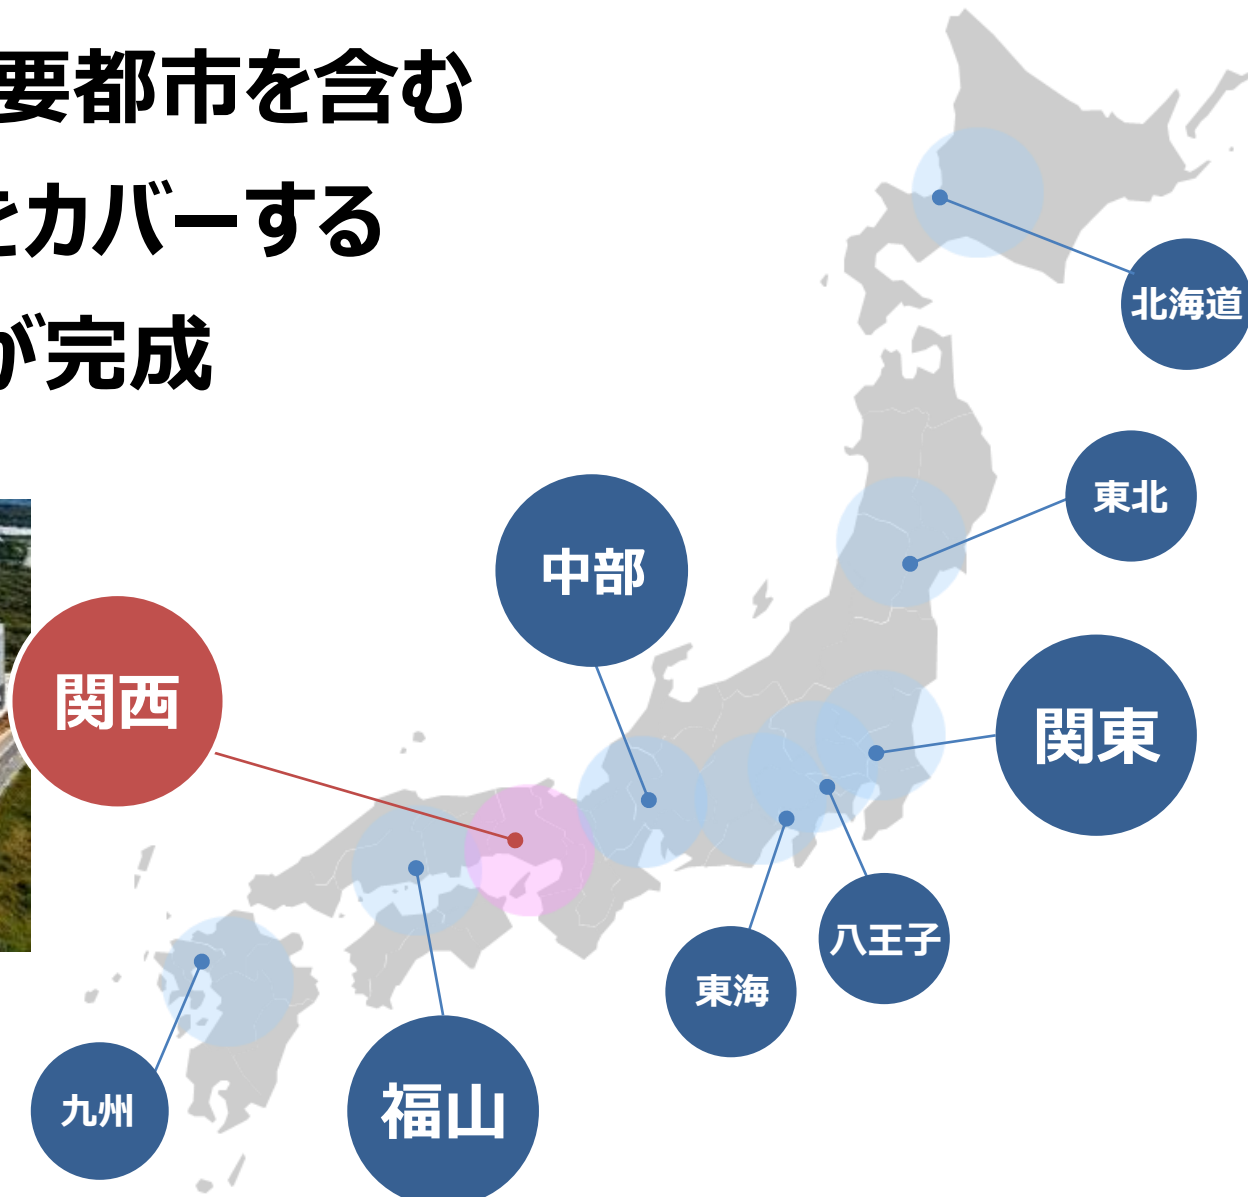 要都市を含む
をカバーする
が完成
北海道
東北
中部
関西
関東
八王子
東海
九州
福山